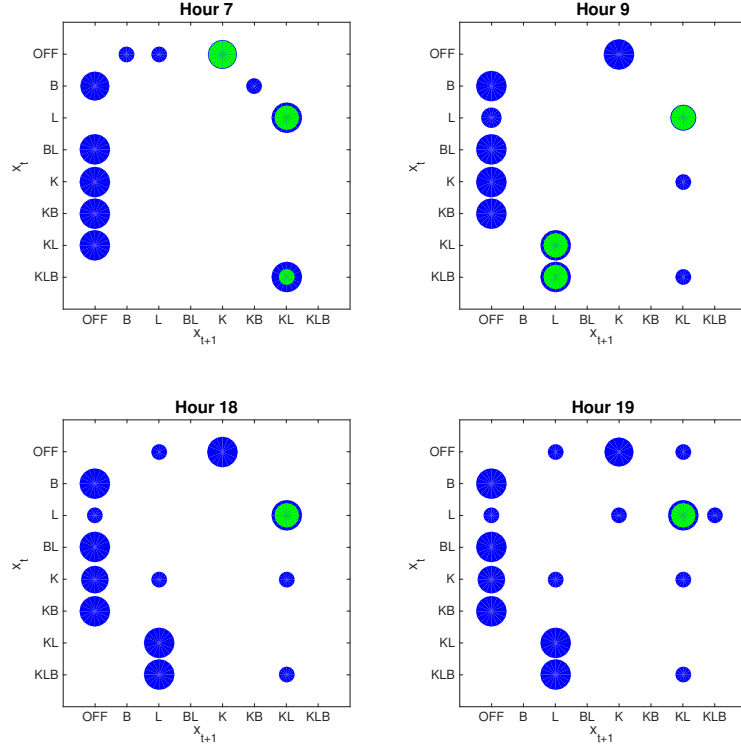 Hour 7
x_t
OFF
B
L
BL
K
KB
KL
KLB
OFF B L BL K KB KL KLB
x_{t+1}
Hour 9
x_t
OFF
B
L
BL
K
KB
KL
KLB
OFF B L BL K KB KL KLB
x_{t+1}
Hour 18
x_t
OFF
B
L
BL
K
KB
KL
KLB
OFF B L BL K KB KL KLB
x_{t+1}
Hour 19
x_t
OFF
B
L
BL
K
KB
KL
KLB
OFF B L BL K KB KL KLB
x_{t+1}